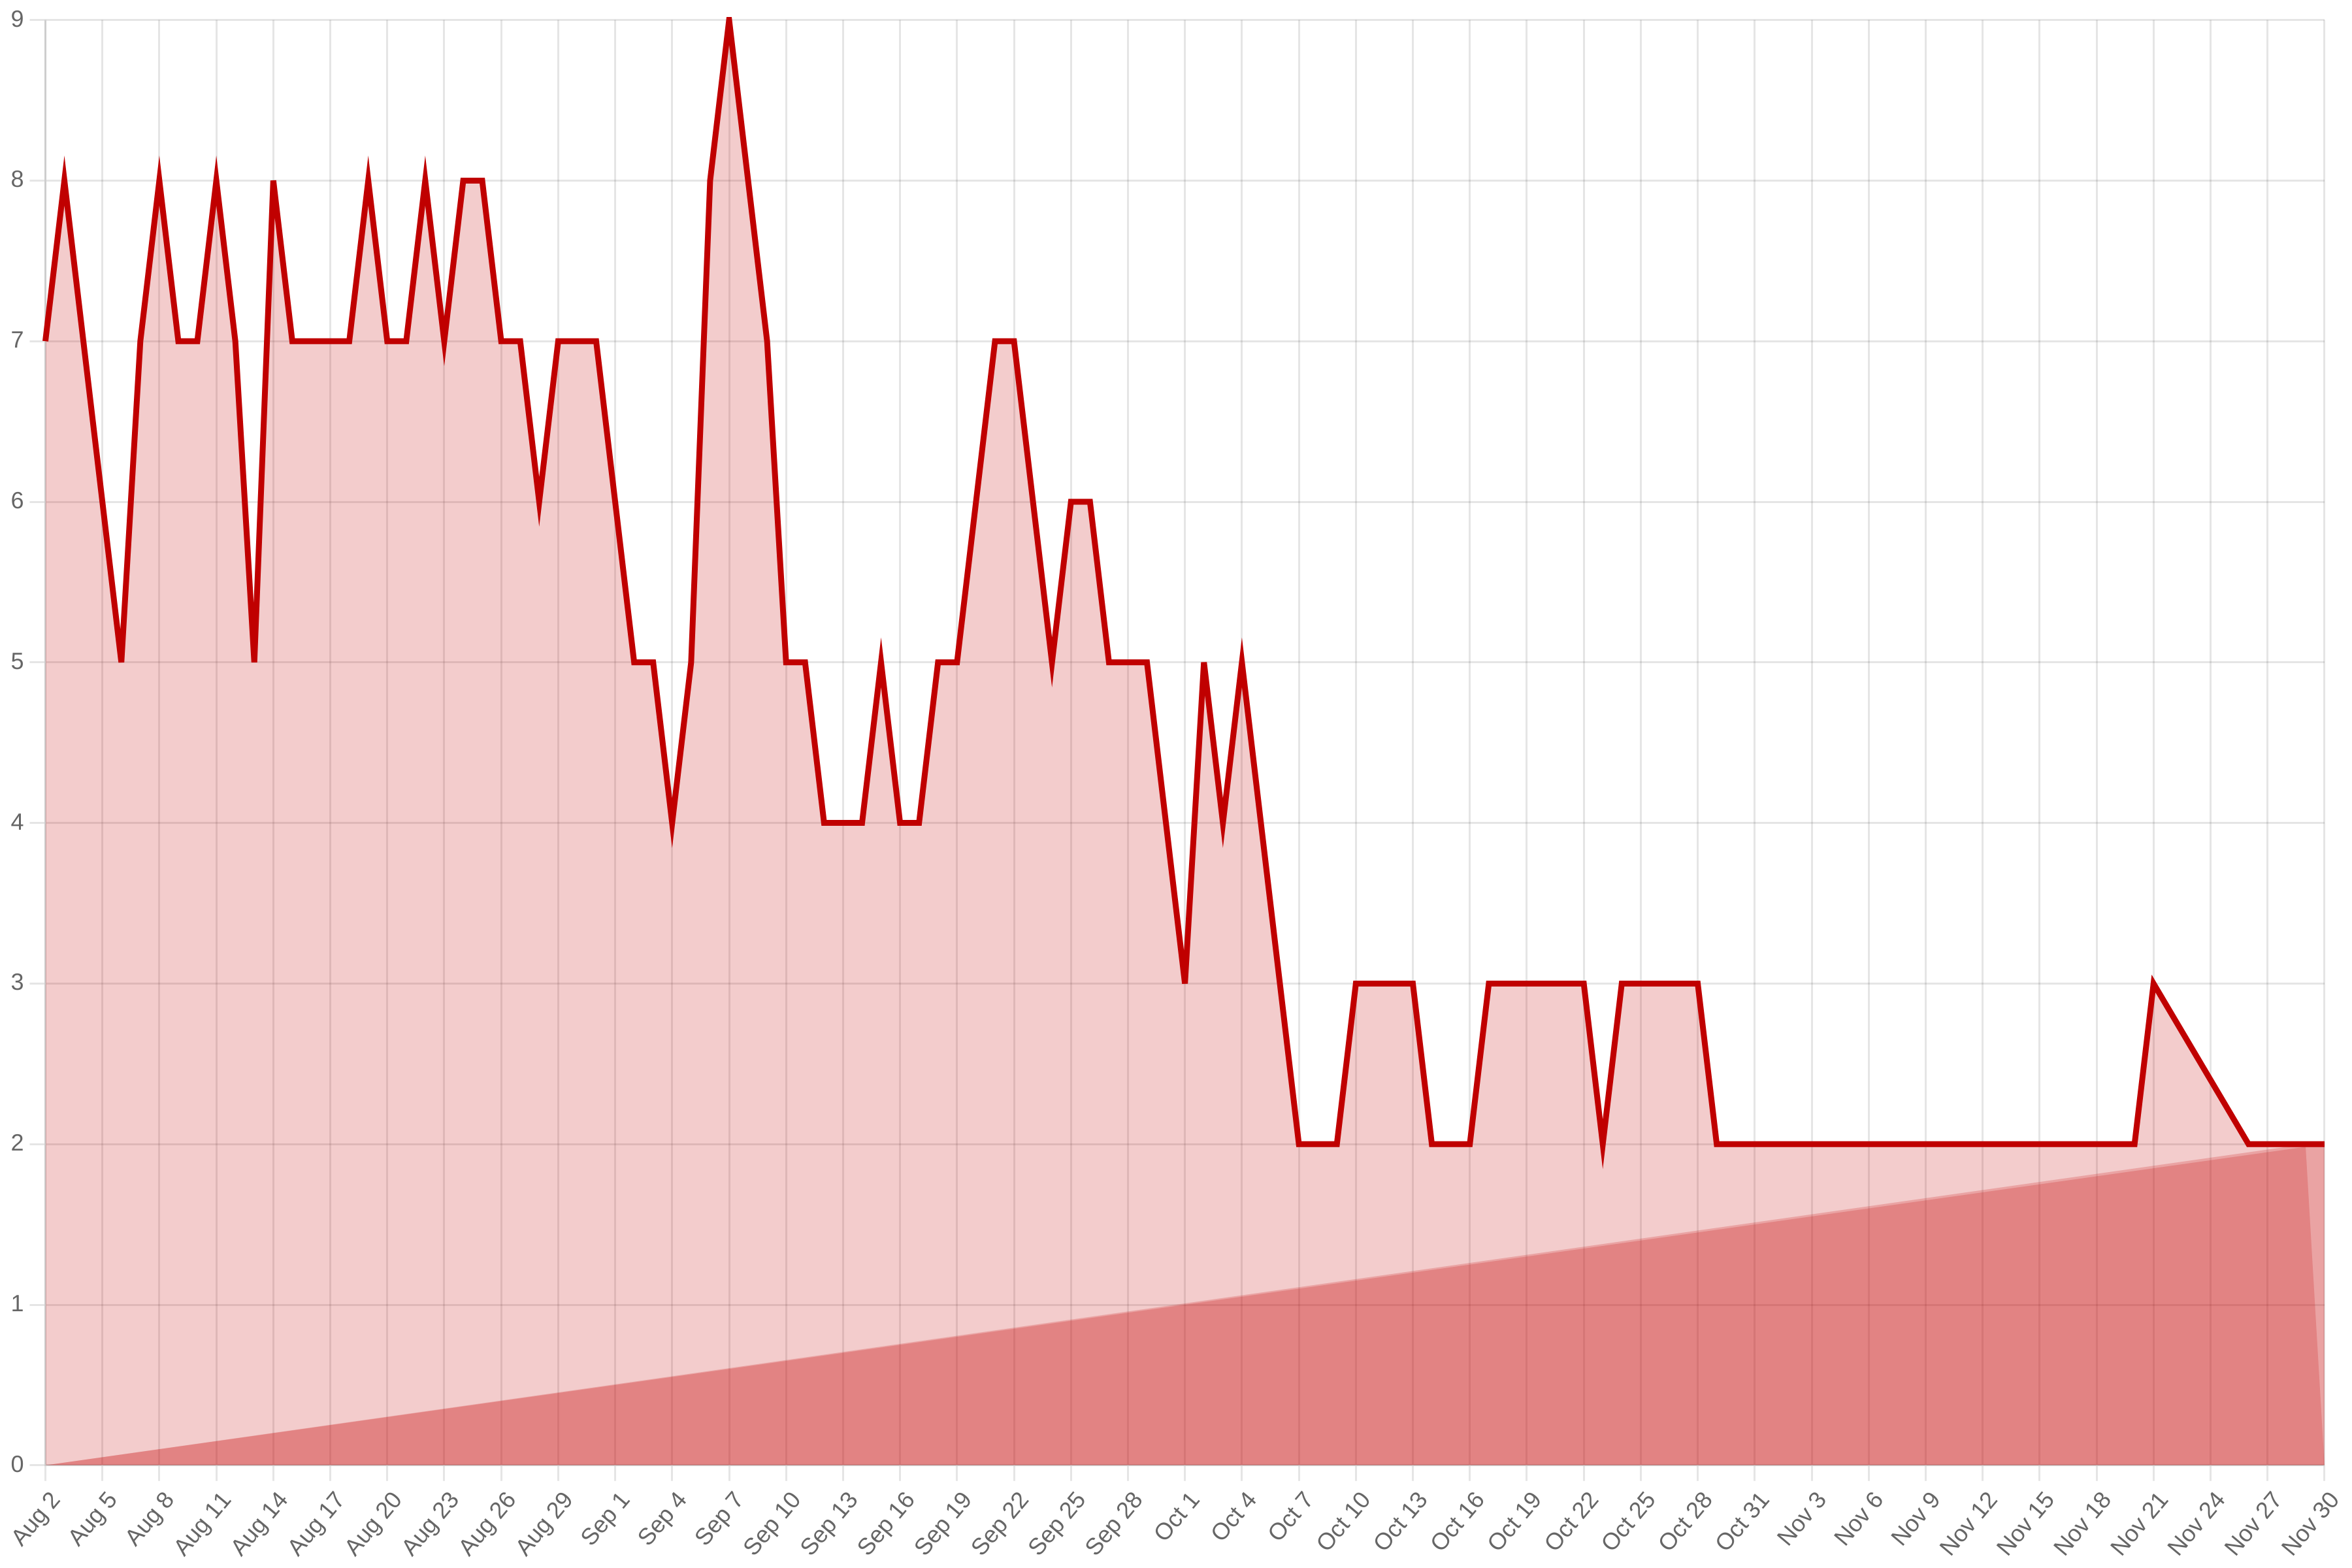 9
8
7
6
5
4
3
2
1
0
Aug 2
Aug 5
Aug 8
Aug 11
Aug 14
Aug 17
Aug 20
Aug 23
Aug 26
Aug 29
Sep 1
Sep 4
Sep 7
Sep 10
Sep 13
Sep 16
Sep 19
Sep 22
Sep 25
Sep 28
Oct 1
Oct 4
Oct 7
Oct 10
Oct 13
Oct 16
Oct 19
Oct 22
Oct 25
Oct 28
Oct 31
Nov 3
Nov 6
Nov 9
Nov 12
Nov 15
Nov 18
Nov 21
Nov 24
Nov 27
Nov 30